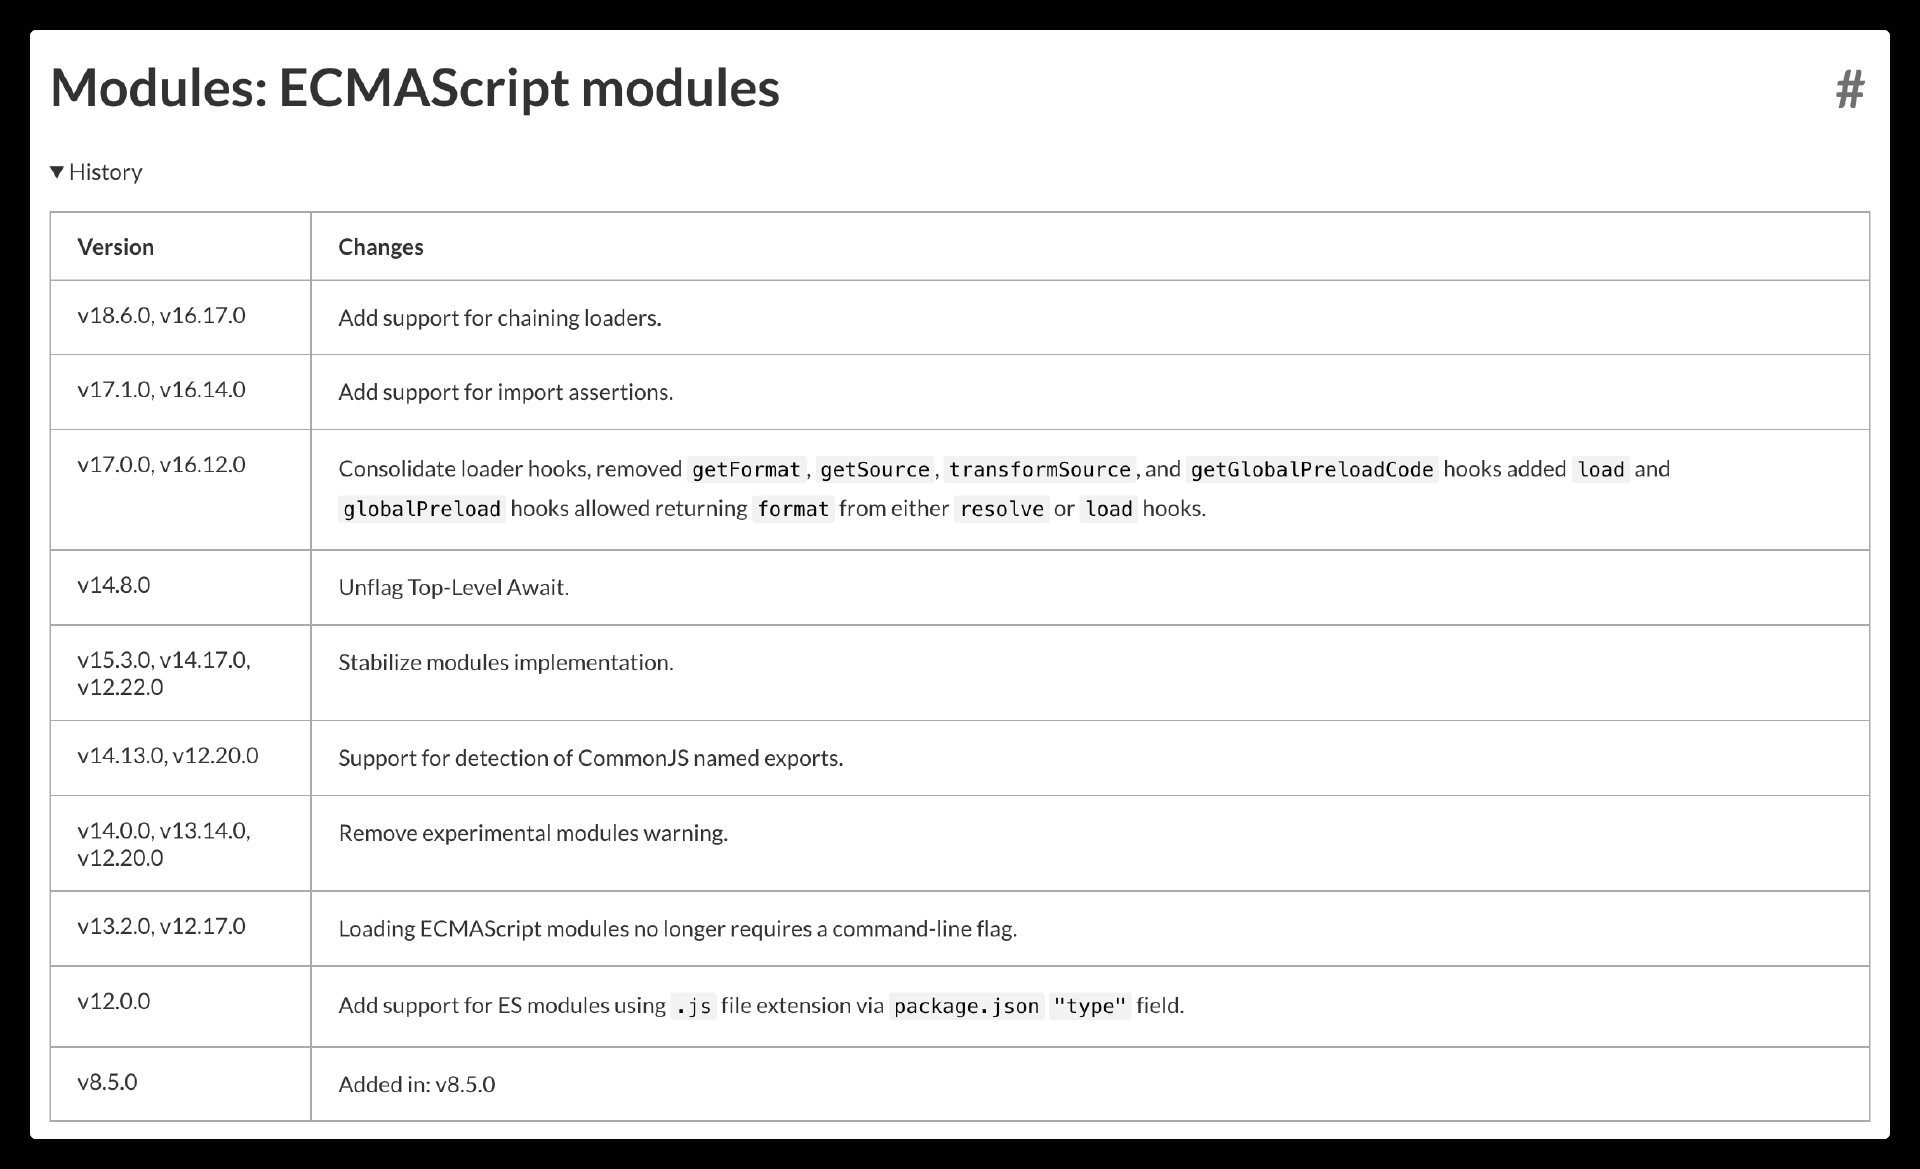 Modules: ECMAScript modules #
▼ History
Version Changes
v18.6.0, v16.17.0 Add support for chaining loaders.
v17.1.0, v16.14.0 Add support for import assertions.
v17.0.0, v16.12.0 Consolidate loader hooks, removed getFormat, getSource, transformSource, and getGlobalPreloadCode hooks added load and
globalPreload hooks allowed returning format from either resolve or load hooks.
v14.8.0 Unflag Top-Level Await.
v15.3.0, v14.17.0, Stabilize modules implementation.
v12.22.0
v14.13.0, v12.20.0 Support for detection of CommonJS named exports.
v14.0.0, v13.14.0, Remove experimental modules warning.
v12.20.0
v13.2.0, v12.17.0 Loading ECMAScript modules no longer requires a command-line flag.
v12.0.0 Add support for ES modules using .js file extension via package.json "type" field.
v8.5.0 Added in: v8.5.0